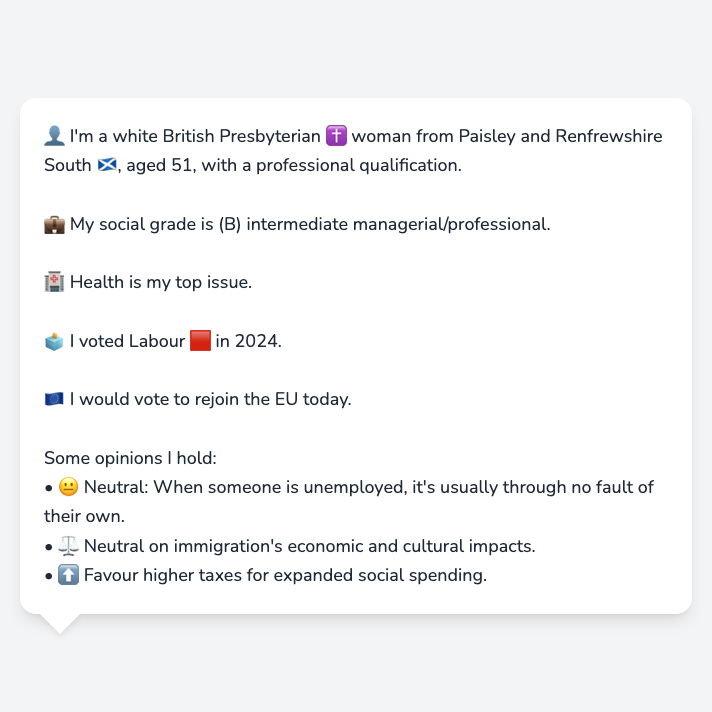 👤 I'm a white British Presbyterian ✝️ woman from Paisley and Renfrewshire
South 🏴󠁧󠁢󠁳󠁣󠁴󠁿, aged 51, with a professional qualification.
💼 My social grade is (B) intermediate managerial/professional.
🏥 Health is my top issue.
🗳️ I voted Labour 🟥 in 2024.
🇪🇺 I would vote to rejoin the EU today.
Some opinions I hold:
• 😐 Neutral: When someone is unemployed, it's usually through no fault of
their own.
• ⚖️ Neutral on immigration's economic and cultural impacts.
• ⬆️ Favour higher taxes for expanded social spending.